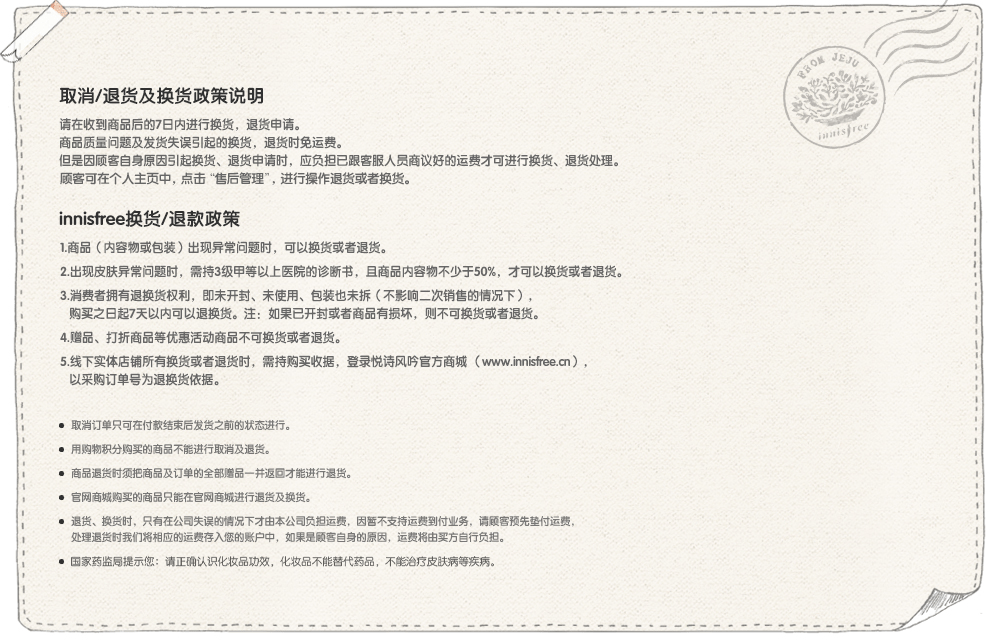 FROM JEJU
innisfree
取消/退货及换货政策说明
请在收到商品后的7日内进行换货，退货申请。
商品质量问题及发货失误引起的换货，退货时免运费。
但是因顾客自身原因引起换货、退货申请时，应负担已跟客服人员商议好的运费才可进行换货、退货处理。
顾客可在个人主页中，点击“售后管理”，进行操作退货或者换货。
innisfree换货/退款政策
1.商品（内容物或包装）出现异常问题时，可以换货或者退货。
2.出现皮肤异常问题时，需持3级甲等以上医院的诊断书，且商品内容物不少于50%，才可以换货或者退货。
3.消费者拥有退换货权利，即未开封、未使用、包装也未拆（不影响二次销售的情况下），
购买之日起7天以内可以退换货。注：如果已开封或者商品有损坏，则不可换货或者退货。
4.赠品、打折商品等优惠活动商品不可换货或者退货。
5.线下实体店铺所有换货或者退货时，需持购买收据，登录悦诗风吟官方商城（www.innisfree.cn），
以采购订单号为退换货依据。
● 取消订单只可在付款结束后发货之前的状态进行。
● 用购物积分购买的商品不能进行取消及退货。
● 商品退货时须把商品及订单的全部赠品一并返回才能进行退货。
● 官网商城购买的商品只能在官网商城进行退货及换货。
● 退货、换货时，只有在公司失误的情况下才由本公司负担运费，因暂不支持运费到付业务，请顾客预先垫付运费，
处理退货时我们将相应的运费存入您的账户中，如果是顾客自身的原因，运费将由买方自行负担。
● 国家药监局提示您：请正确认识化妆品功效，化妆品不能替代药品，不能治疗皮肤病等疾病。